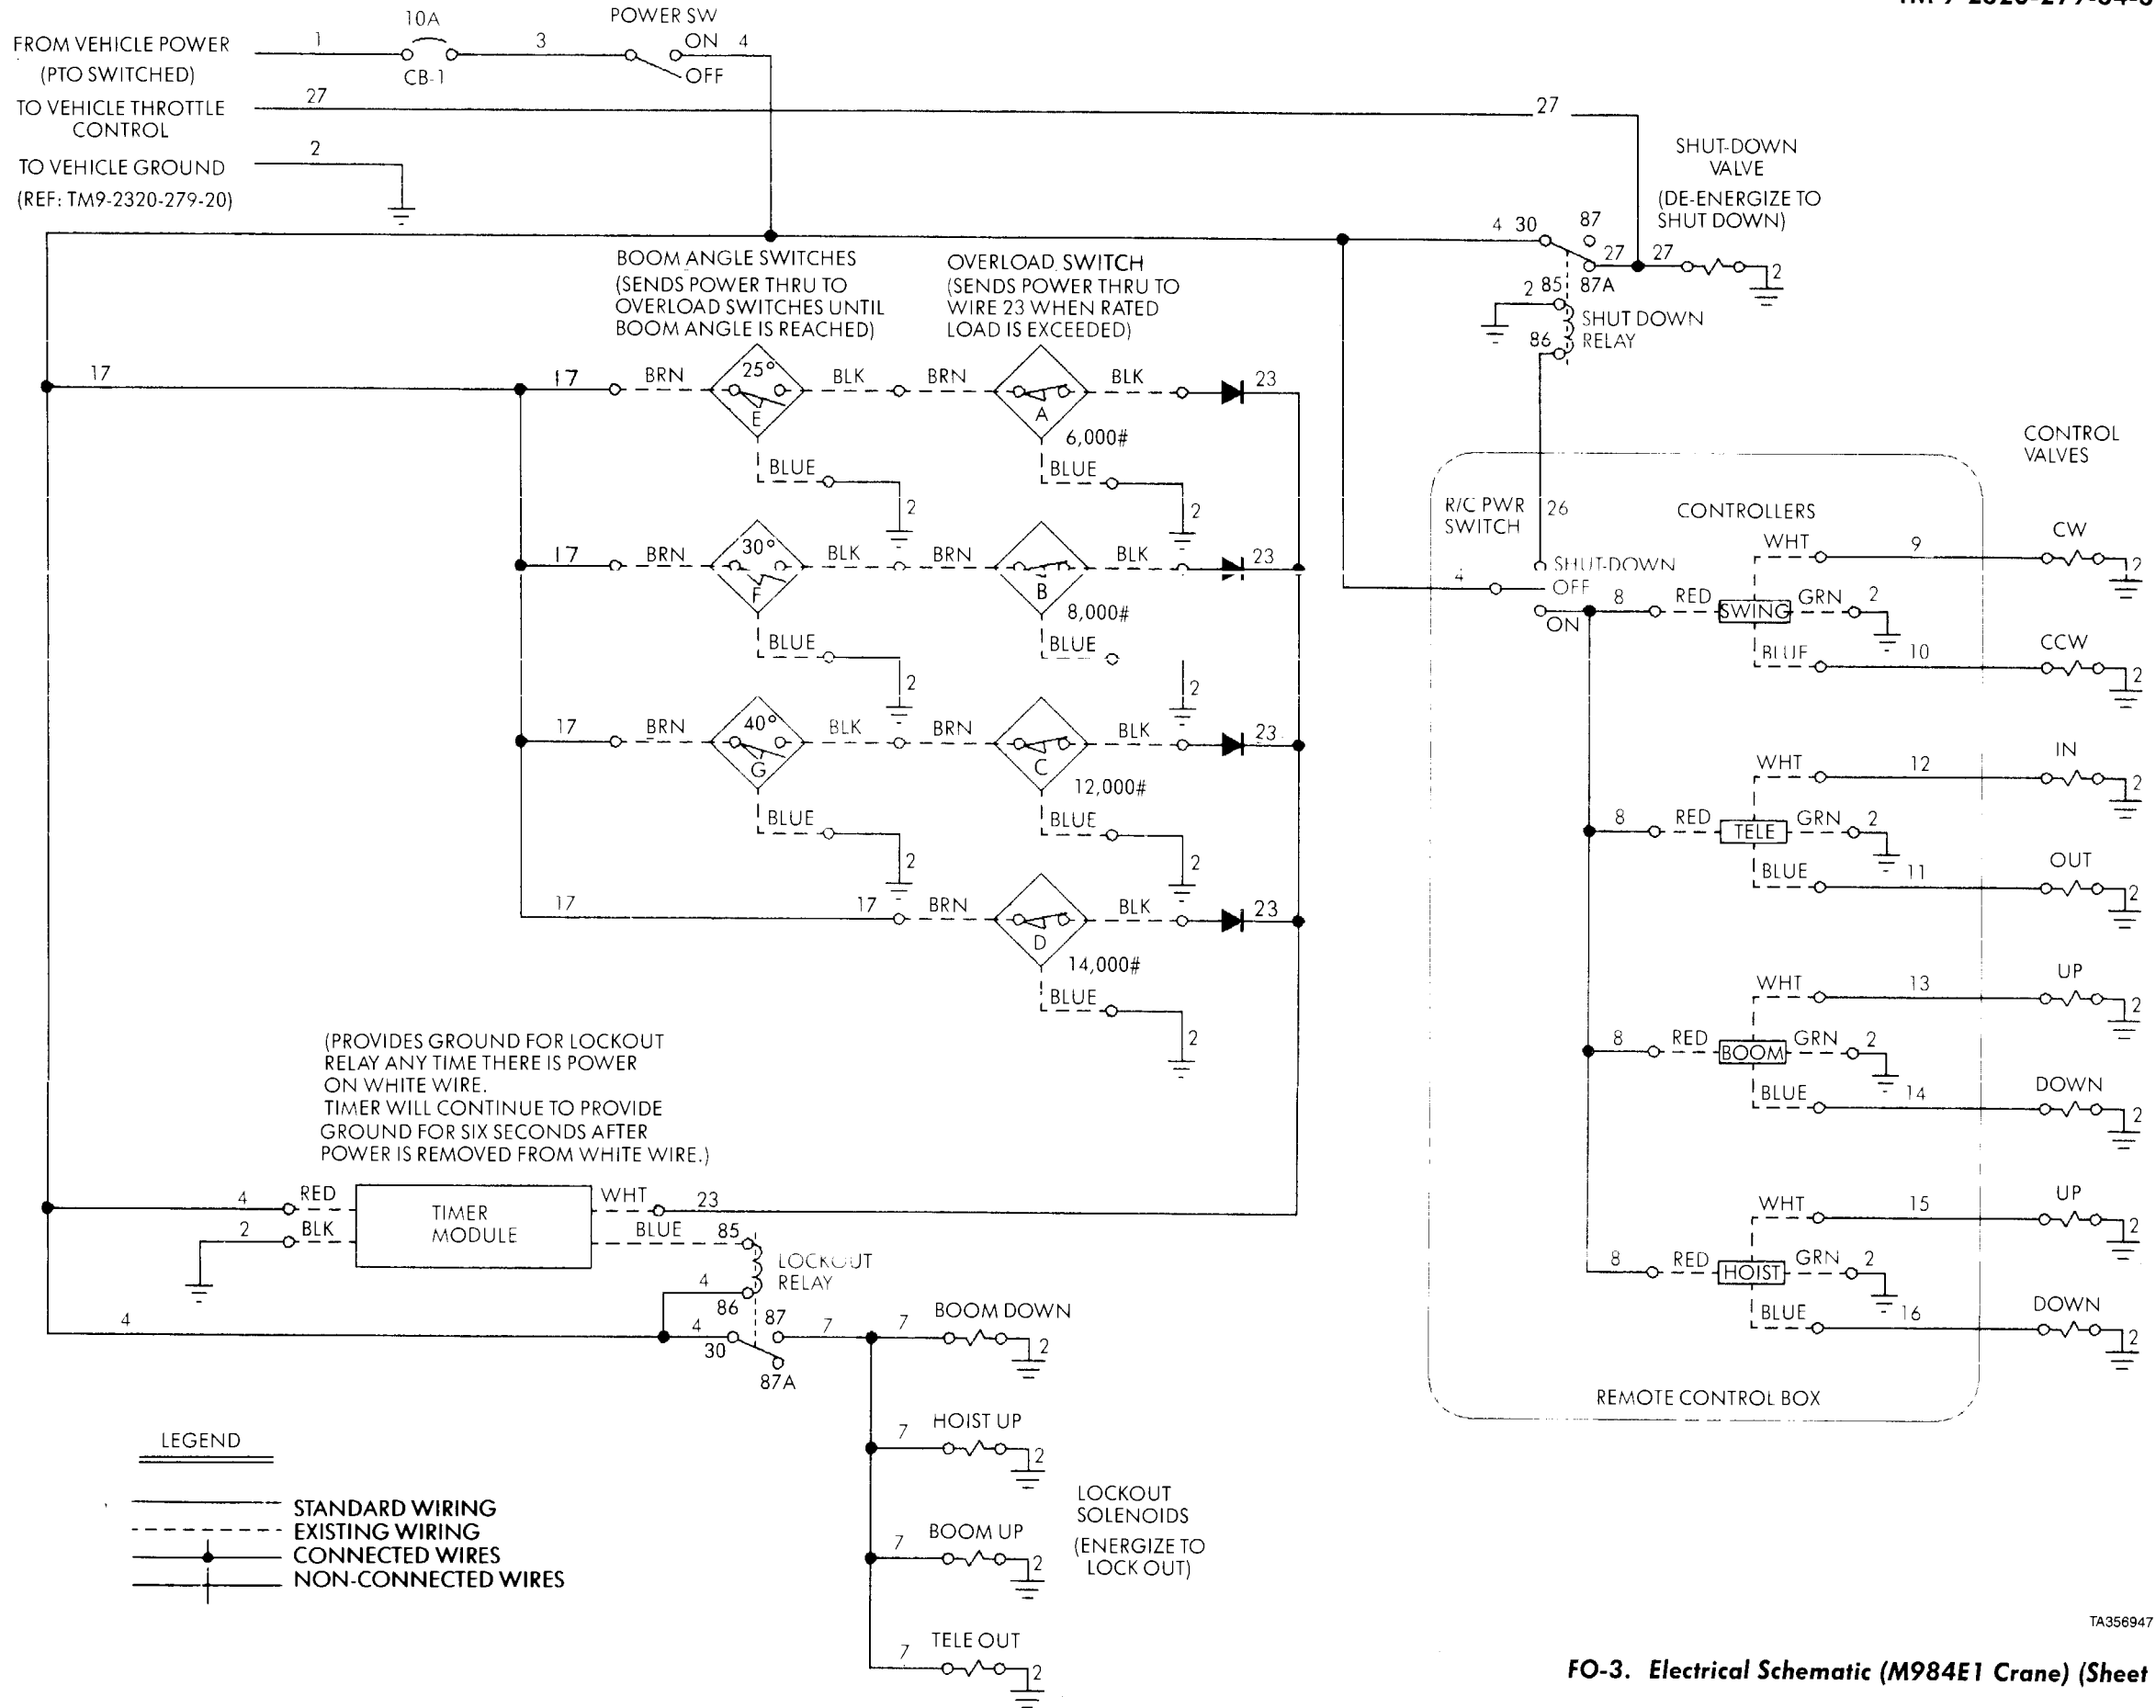 10A
POWER SW
FROM VEHICLE POWER
(PTO SWITCHED)
1
CB-1
3
ON
4
OFF
TO VEHICLE THROTTLE
CONTROL
27
27
TO VEHICLE GROUND
(REF: TM9-2320-279-20)
2
SHUT-DOWN
VALVE
(DE-ENERGIZE TO
SHUT DOWN)
4
30
87
27
27
2
87A
2
85
SHUT DOWN
RELAY
86
BOOM ANGLE SWITCHES
(SENDS POWER THRU TO
OVERLOAD SWITCHES UNTIL
BOOM ANGLE IS REACHED)
OVERLOAD SWITCH
(SENDS POWER THRU TO
WIRE 23 WHEN RATED
LOAD IS EXCEEDED)
17
17
BRN
25°
E
BLK
BRN
A
BLK
23
6,000#
BLUE
2
BLUE
2
17
BRN
30°
F
BLK
BRN
B
BLK
23
8,000#
BLUE
2
BLUE
2
17
BRN
40°
G
BLK
BRN
C
BLK
23
12,000#
BLUE
2
BLUE
2
17
17
BRN
D
BLK
23
14,000#
BLUE
2
(PROVIDES GROUND FOR LOCKOUT
RELAY ANY TIME THERE IS POWER
ON WHITE WIRE.
TIMER WILL CONTINUE TO PROVIDE
GROUND FOR SIX SECONDS AFTER
POWER IS REMOVED FROM WHITE WIRE.)
4
RED
2
BLK
TIMER
MODULE
WHT
23
BLUE
85
LOCKOUT
RELAY
4
86
4
4
30
87
87A
7
7
BOOM DOWN
2
7
HOIST UP
2
7
BOOM UP
2
7
TELE OUT
2
LOCKOUT
SOLENOIDS
(ENERGIZE TO
LOCK OUT)
CONTROL
VALVES
R/C PWR
SWITCH
26
CONTROLLERS
SHUT-DOWN
OFF
ON
4
8
RED
SWING
GRN
2
WHT
9
CW
2
BLUE
10
CCW
2
8
RED
TELE
GRN
2
WHT
12
IN
2
BLUE
11
OUT
2
8
RED
BOOM
GRN
2
WHT
13
UP
2
BLUE
14
DOWN
2
8
RED
HOIST
GRN
2
WHT
15
UP
2
BLUE
16
DOWN
2
REMOTE CONTROL BOX
LEGEND
STANDARD WIRING
EXISTING WIRING
CONNECTED WIRES
NON-CONNECTED WIRES
TA356947
FO-3. Electrical Schematic (M984E1 Crane) (Sheet